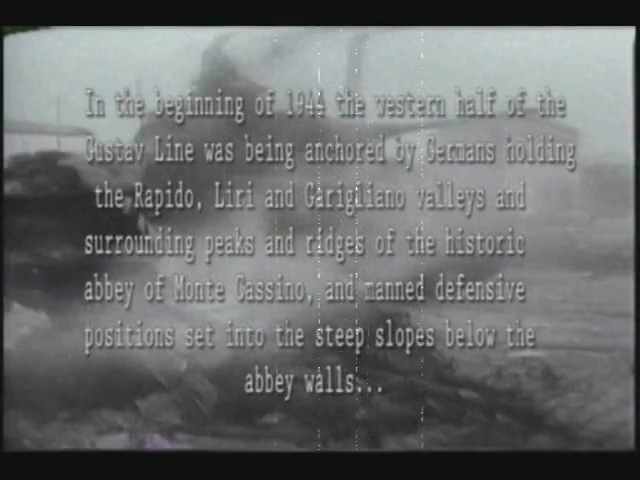 In the beginning of 1944 the western half of the
Gustav Line was being anchored by Germans holding
the Rapido, Liri and Garigliano valleys and
surrounding peaks and ridges of the historic
abbey of Monte Cassino, and manned defensive
positions set into the steep slopes below the
abbey walls...